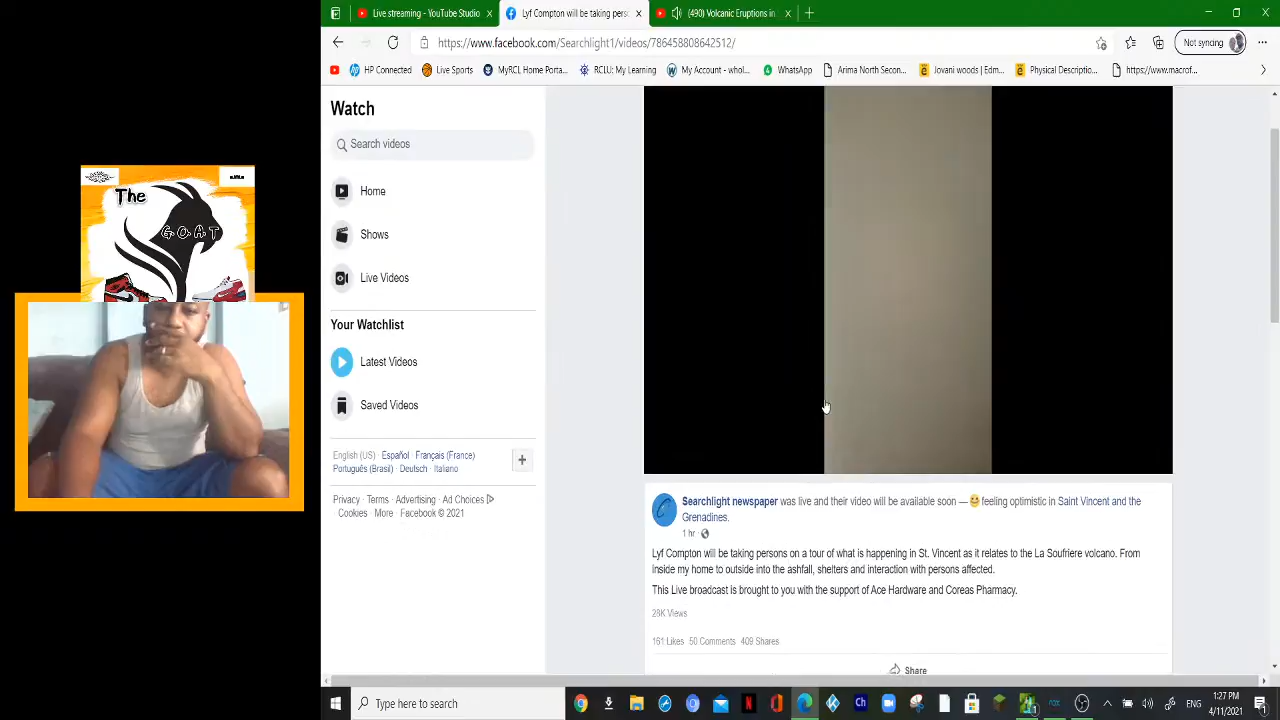 Live streaming - YouTube Studio
Lyf Compton will be taking pers
(490) Volcanic Eruptions in
https://www.facebook.com/Searchlight1/videos/786458808642512/
Not syncing
HP Connected
Live Sports
MyRCL Home Porta...
RCLU: My Learning
My Account - whol...
WhatsApp
Arima North Secon...
Jovani woods | Edm...
Physical Descriptio...
https://www.macrof...
Watch
Search videos
Home
Shows
Live Videos
Your Watchlist
Latest Videos
Saved Videos
English (US) · Español · Français (France) ·
Português (Brasil) · Deutsch · Italiano
Privacy · Terms · Advertising · Ad Choices
· Cookies · More · Facebook © 2021
The
G.O.A.T
Searchlight newspaper was live and their video will be available soon — feeling optimistic in Saint Vincent and the
Grenadines.
1 hr ·
Lyf Compton will be taking persons on a tour of what is happening in St. Vincent as it relates to the La Soufriere volcano. From
inside my home to outside into the ashfall, shelters and interaction with persons affected.
This Live broadcast is brought to you with the support of Ace Hardware and Coreas Pharmacy.
28K Views
161 Likes 50 Comments 409 Shares
Share
Type here to search
Ch
ENG
1:27 PM
4/11/2021